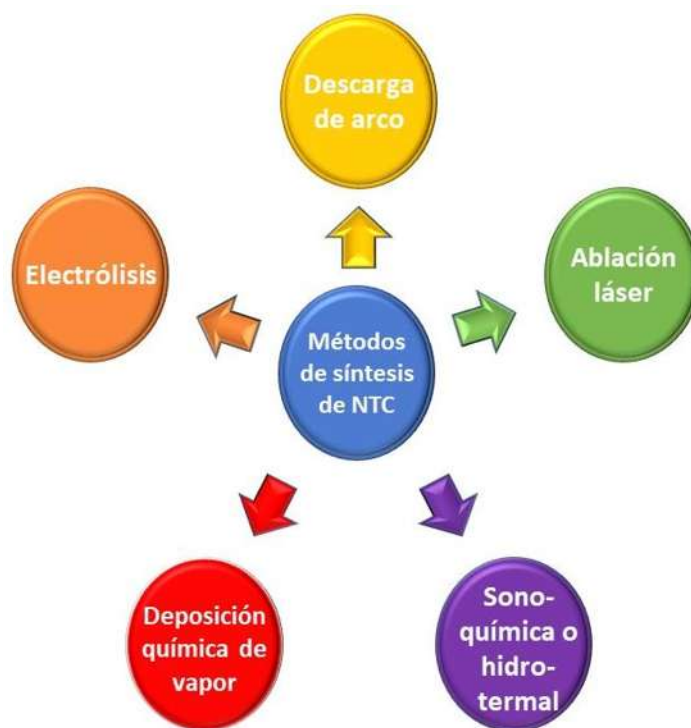 Descarga
de arco
Electrólisis
Ablación
láser
Métodos
de síntesis
de NTC
Deposición
química de
vapor
Sono-
química o
hidro-
termal